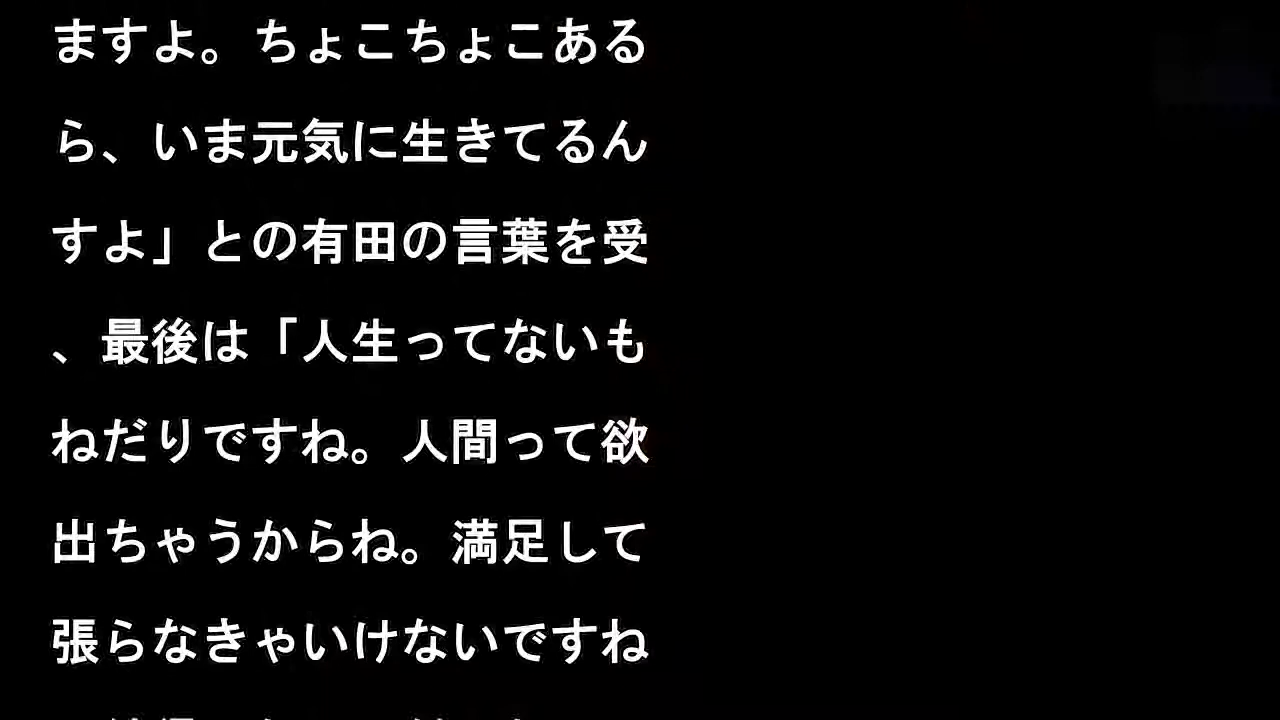 ますよ。ちょこちょこある
ら、いま元気に生きてるん
すよ」との有田の言葉を受
、最後は「人生ってないも
ねだりですね。人間って欲
出ちゃうからね。満足して
張らなきゃいけないですね